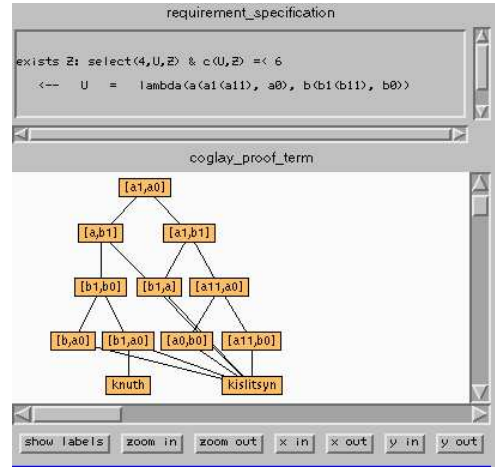 requirement_specification
exists Z: select(4,U,Z) & c(U,Z) =< 6
<-- U = lambda(a(a1(a11), a0), b(b1(b11), b0))
coglay_proof_term
[a1,a0]
[a,b1] [a1,b1]
[b1,b0] [b1,a] [a11,a0]
[b,a0] [b1,a0] [a0,b0] [a11,b0]
knuth kislitsyn
show labels zoom in zoom out x in x out y in y out